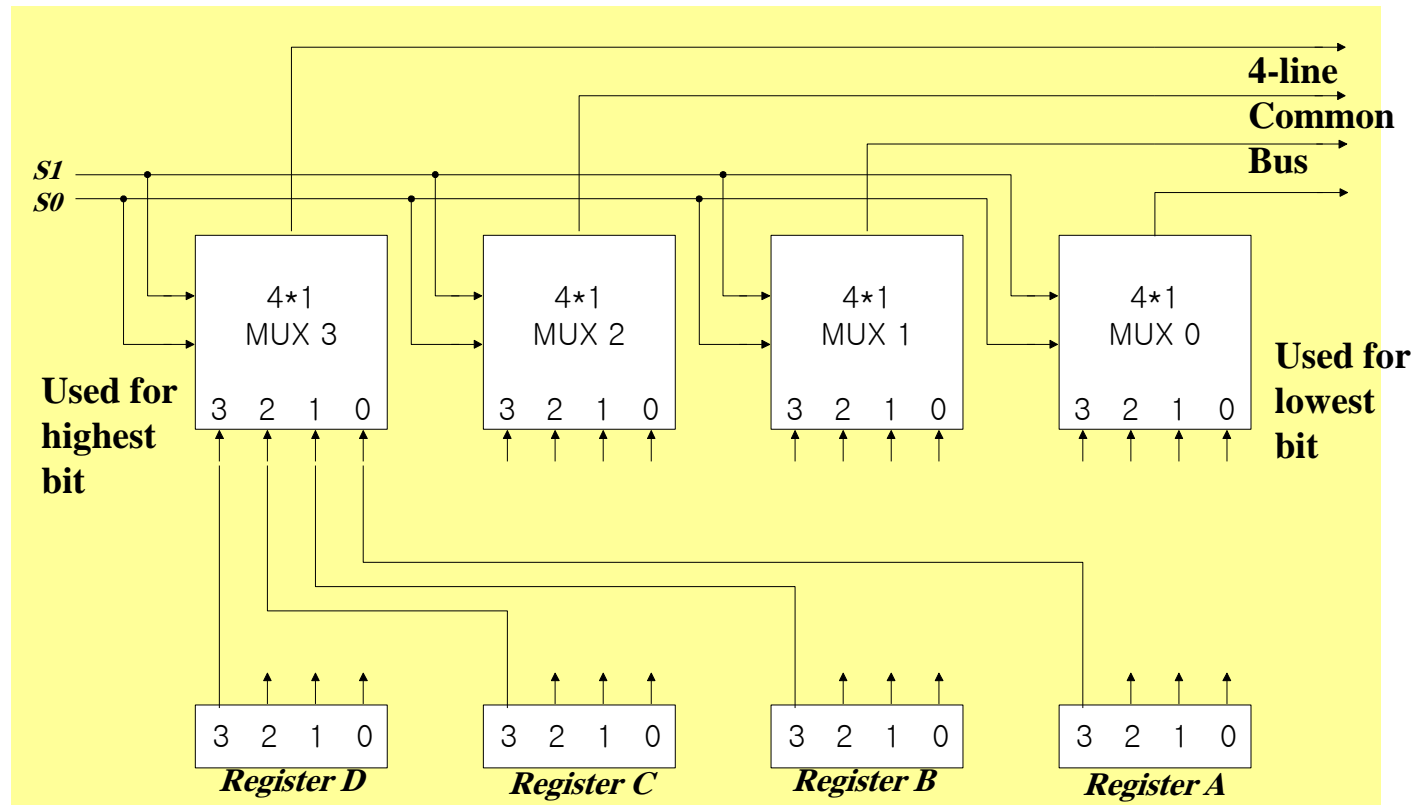 4-line
Common
Bus
S1
S0
4*1
MUX 3
4*1
MUX 2
4*1
MUX 1
4*1
MUX 0
Used for
highest
bit
Used for
lowest
bit
3 2 1 0
3 2 1 0
3 2 1 0
3 2 1 0
3 2 1 0
3 2 1 0
3 2 1 0
3 2 1 0
Register D
Register C
Register B
Register A